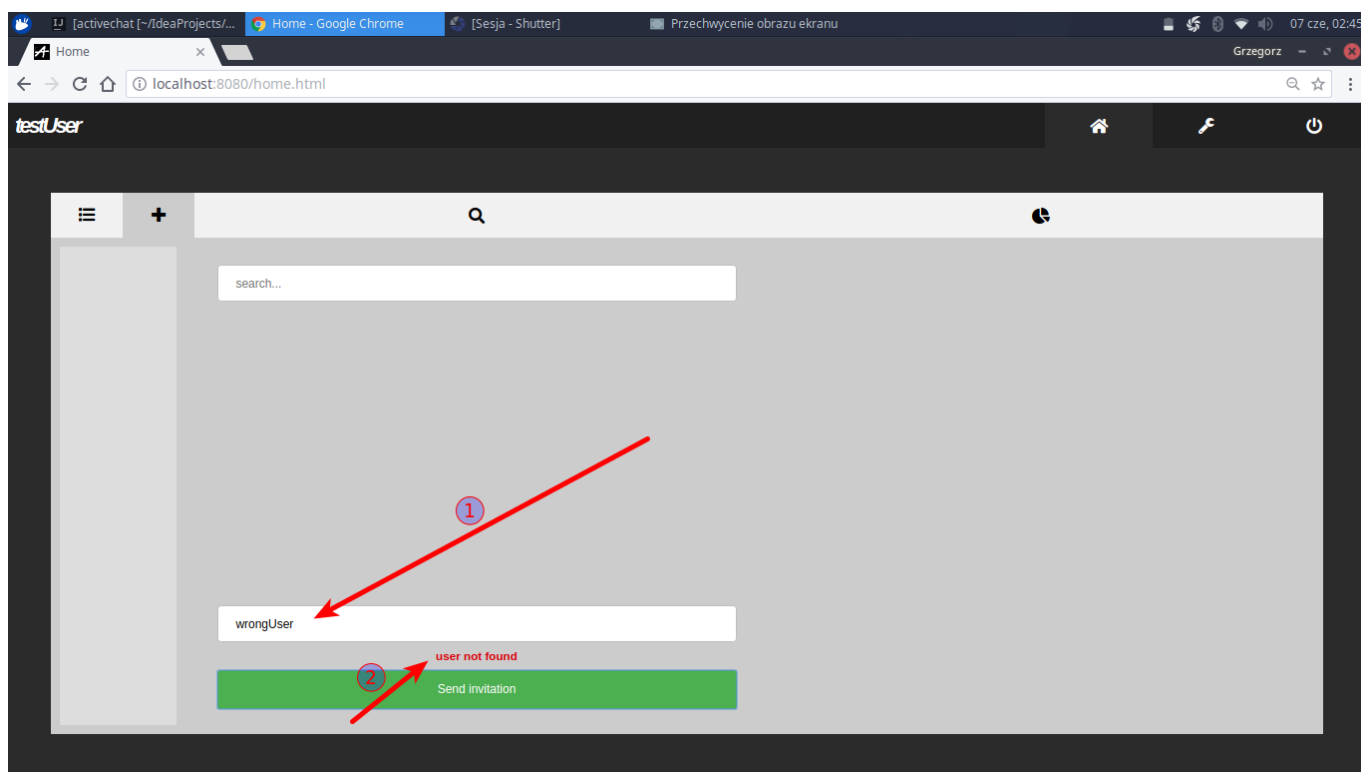 [activechat [~/IdeaProjects/... Home - Google Chrome [Sesja - Shutter] Przechwycenie obrazu ekranu 07 cze, 02:45
Home Grzegorz
localhost:8080/home.html
testUser
search...
1
wrongUser
user not found
2
Send invitation